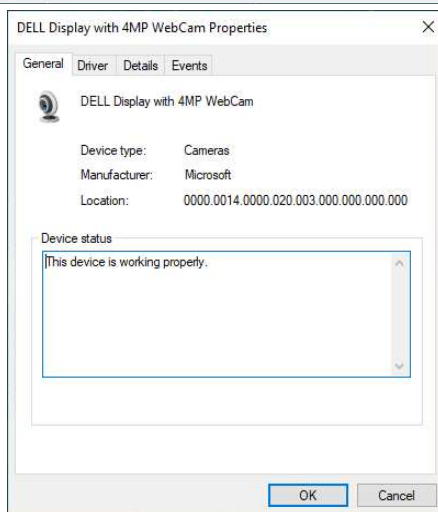 DELL Display with 4MP WebCam Properties
General Driver Details Events
DELL Display with 4MP WebCam
Device type: Cameras
Manufacturer: Microsoft
Location: 0000.0014.0000.020.003.000.000.000.000
Device status
This device is working properly.
OK Cancel